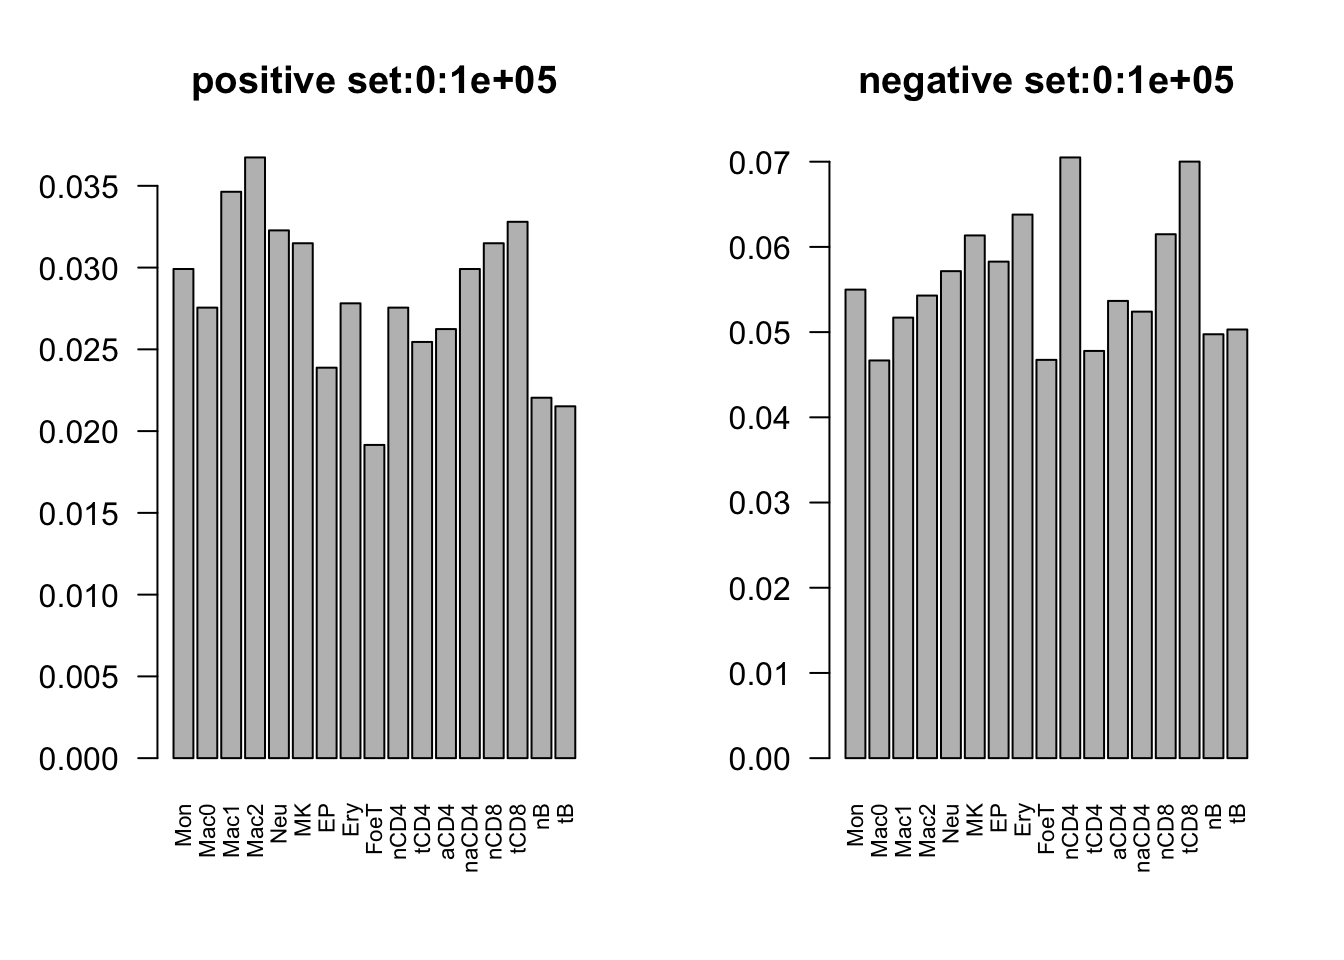 positive set:0:1e+05
0.035
0.030
0.025
0.020
0.015
0.010
0.005
0.000
Mon
Mac0
Mac1
Mac2
Neu
MK
EP
Ery
FoeT
nCD4
tCD4
aCD4
naCD4
nCD8
tCD8
nB
tB
negative set:0:1e+05
0.07
0.06
0.05
0.04
0.03
0.02
0.01
0.00
Mon
Mac0
Mac1
Mac2
Neu
MK
EP
Ery
FoeT
nCD4
tCD4
aCD4
naCD4
nCD8
tCD8
nB
tB